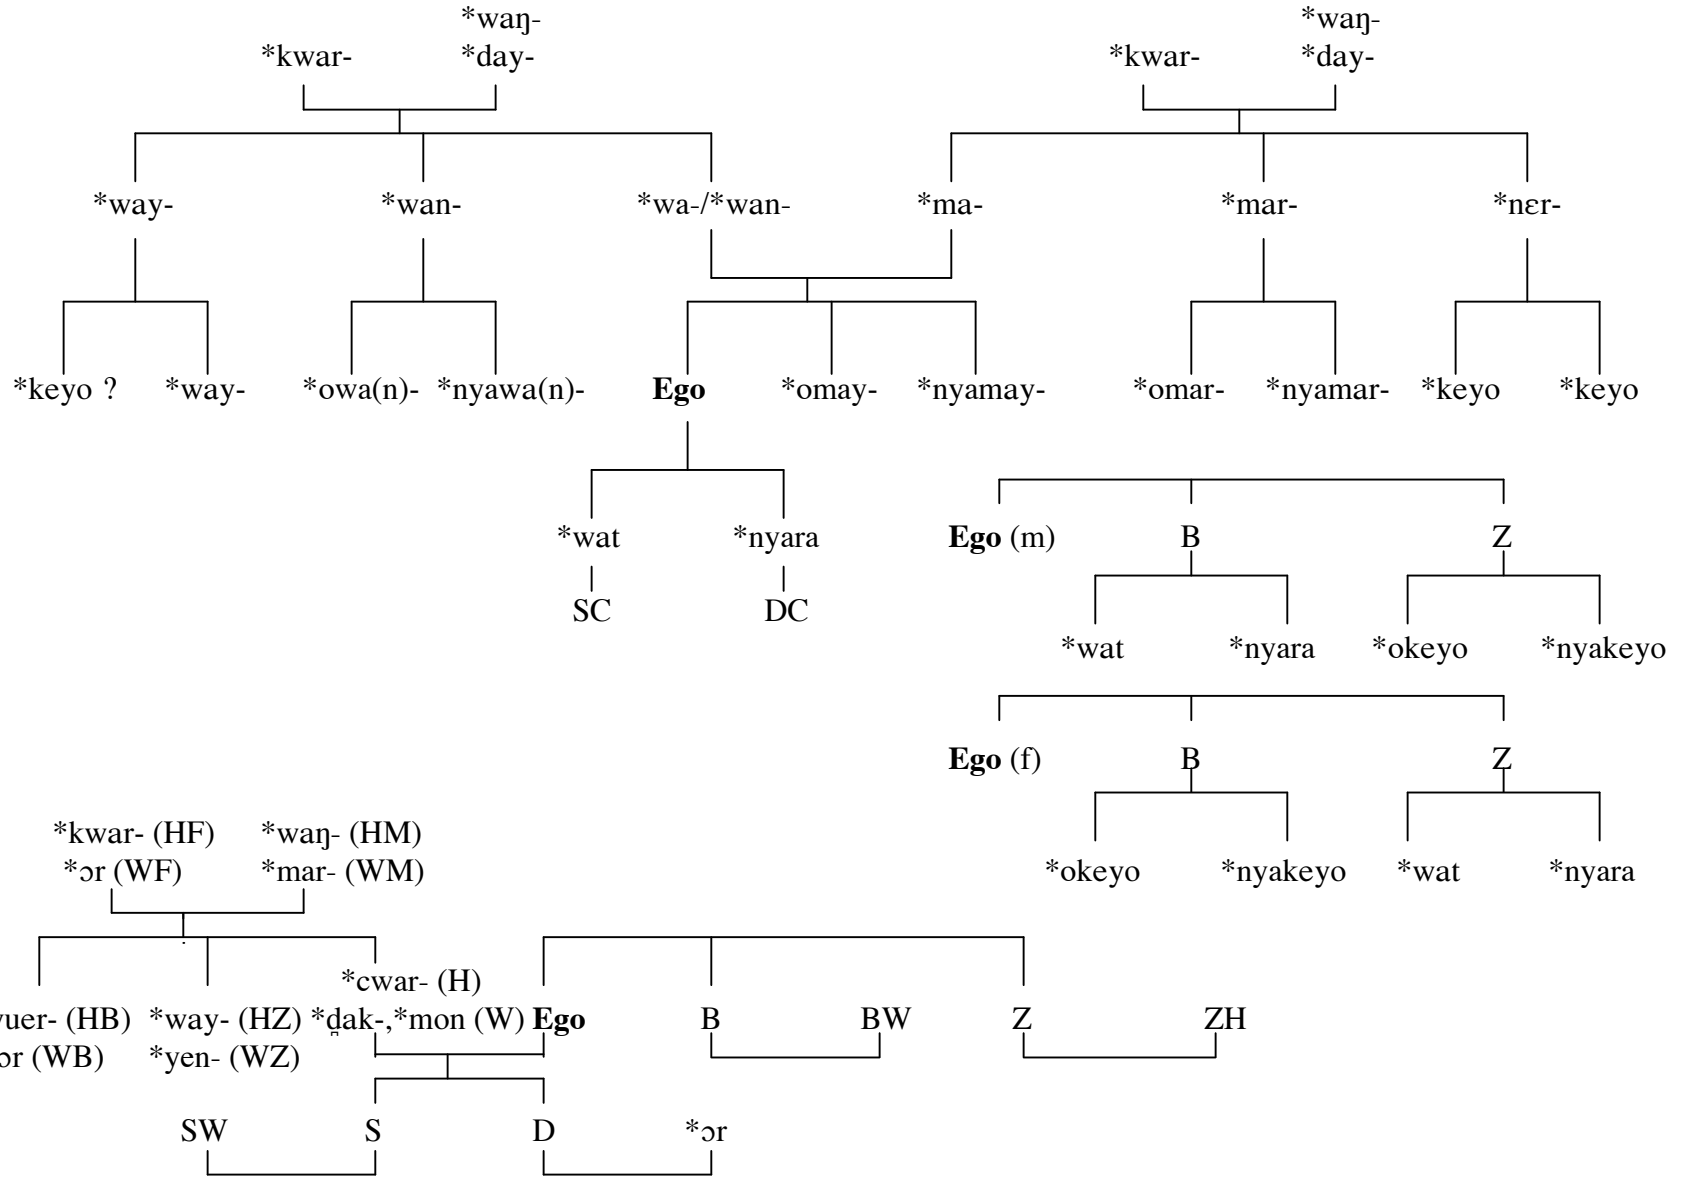 *waŋ- *waŋ-
*kwar- *day- *kwar- *day-
*way- *wan- *wa-/*wan- *ma- *mar- *nɛr-
*keyo ? *way- *owa(n)- *nyawa(n)- Ego *omay- *nyamay- *omar- *nyamar- *keyo *keyo
*wat *nyara Ego (m) B Z
SC DC
*wat *nyara *okeyo *nyakeyo
Ego (f) B Z
*kwar- (HF) *waŋ- (HM)
*ɔr (WF) *mar- (WM) *okeyo *nyakeyo *wat *nyara
*cwar- (H)
(HB) *way- (HZ) *d̪ak-,*mon (W) Ego B BW Z ZH
(WB) *yen- (WZ)
SW S D *ɔr